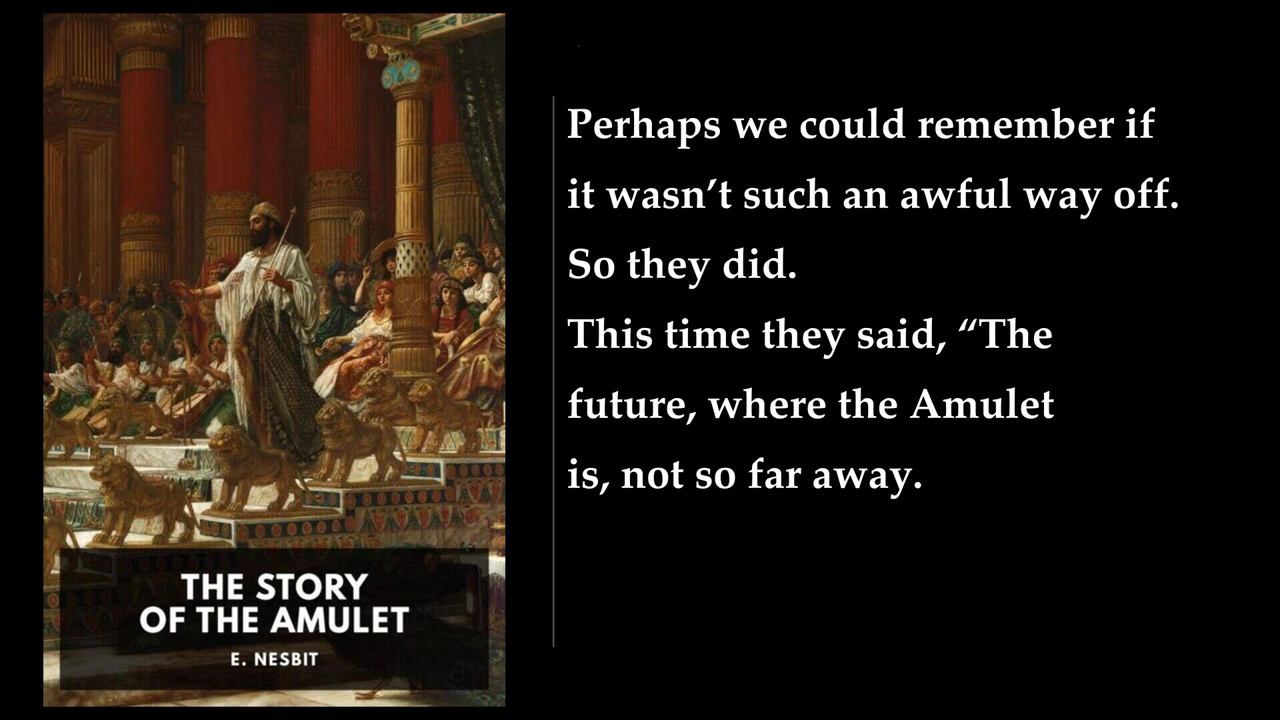 THE STORY
OF THE AMULET
E. NESBIT
Perhaps we could remember if
it wasn’t such an awful way off.
So they did.
This time they said, “The
future, where the Amulet
is, not so far away.